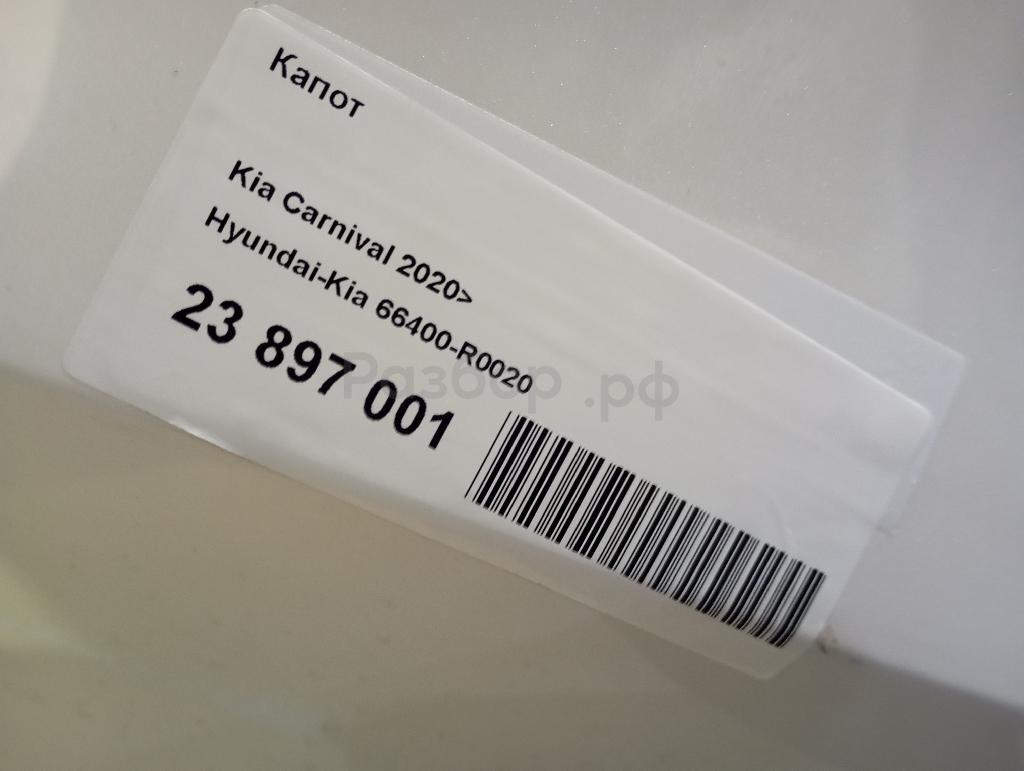 Капот
Kia Carnival 2020>
Hyundai-Kia 66400-R0020
23 897 001
Разбор.рф